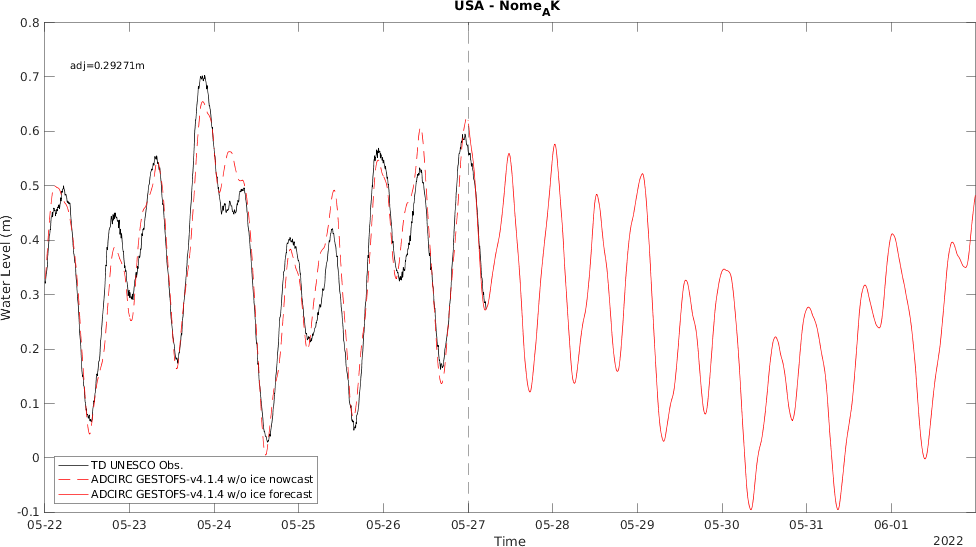 USA - Nome_AK
adj=0.29271m
Water Level (m)
0.8
0.7
0.6
0.5
0.4
0.3
0.2
0.1
0
-0.1
TD UNESCO Obs.
ADCIRC GESTOFS-v4.1.4 w/o ice nowcast
ADCIRC GESTOFS-v4.1.4 w/o ice forecast
05-22 05-23 05-24 05-25 05-26 05-27 05-28 05-29 05-30 05-31 06-01
Time
2022